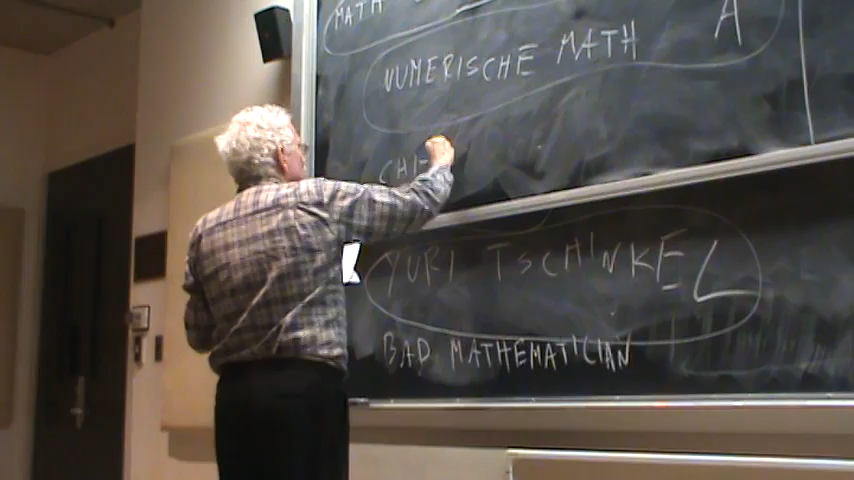 MATH
NUMERISCHE MATH
A
CHI
YURI TSCHINKEL
BAD MATHEMATICIAN